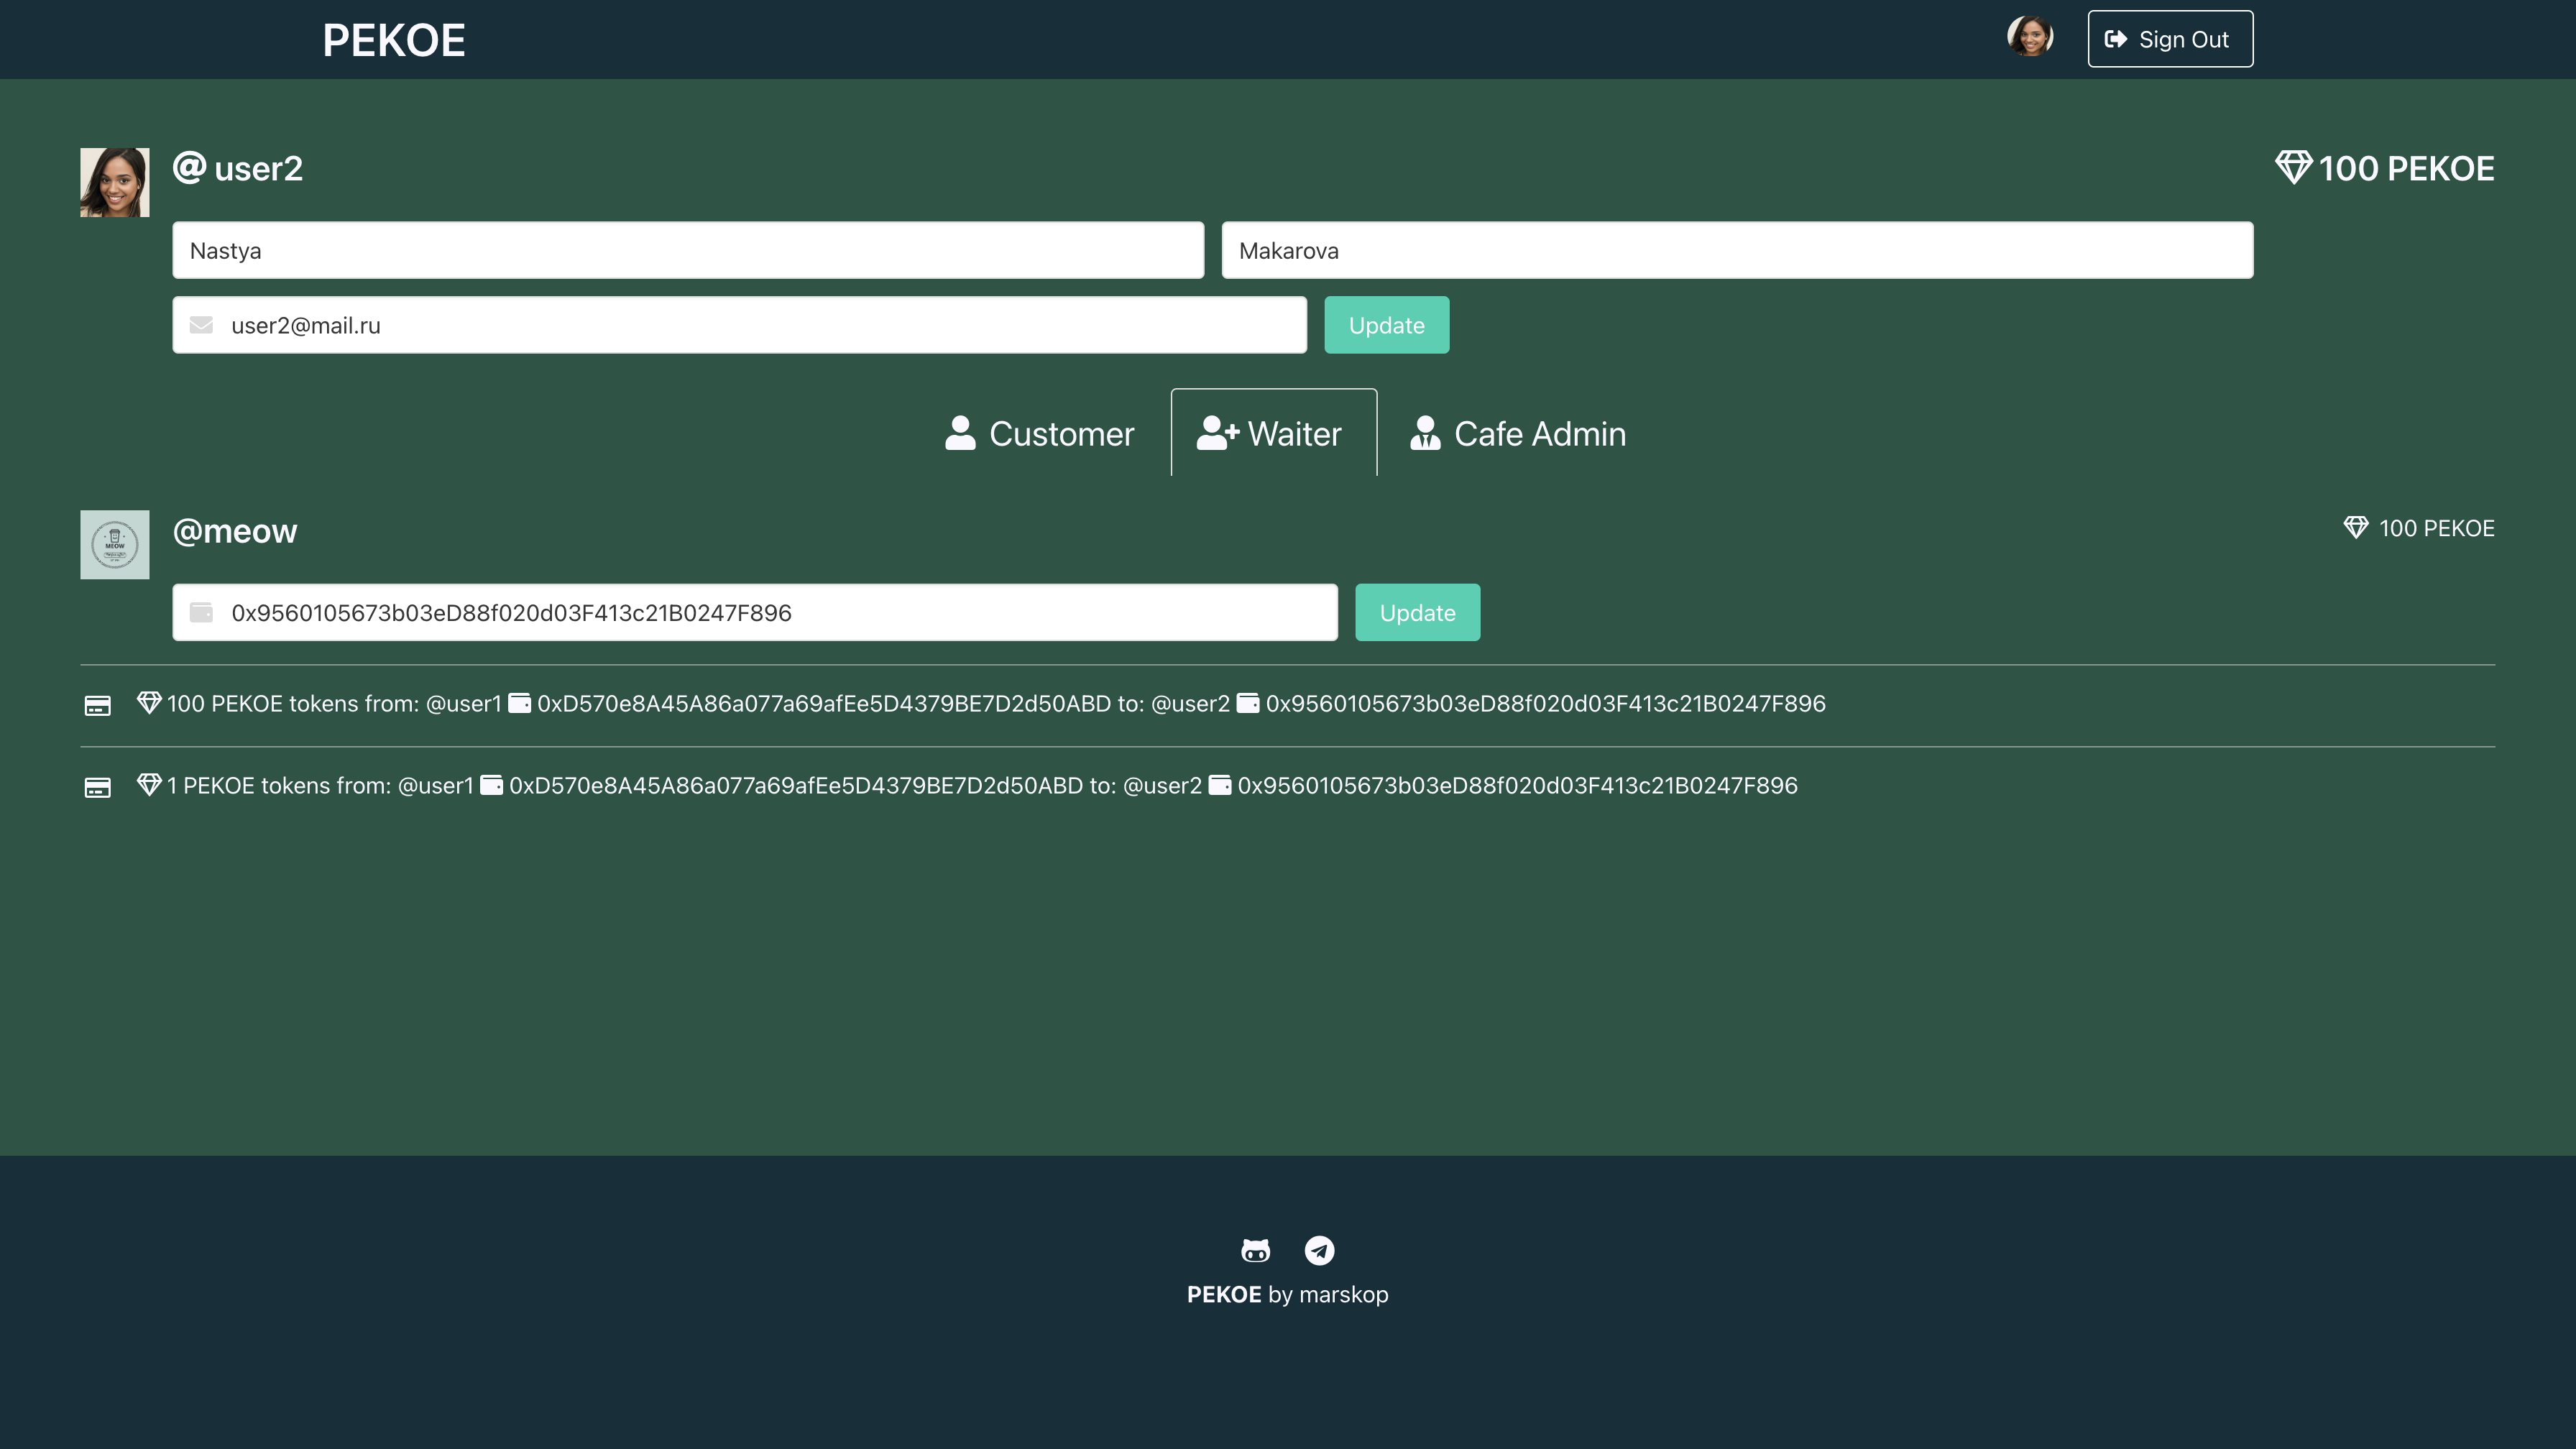 PEKOE
Sign Out
@ user2
100 PEKOE
Nastya
Makarova
user2@mail.ru
Update
Customer
Waiter
Cafe Admin
@meow
100 PEKOE
MEOW
0x9560105673b03eD88f020d03F413c21B0247F896
Update
100 PEKOE tokens from: @user1 0xD570e8A45A86a077a69afEe5D4379BE7D2d50ABD to: @user2 0x9560105673b03eD88f020d03F413c21B0247F896
1 PEKOE tokens from: @user1 0xD570e8A45A86a077a69afEe5D4379BE7D2d50ABD to: @user2 0x9560105673b03eD88f020d03F413c21B0247F896
PEKOE by marskop